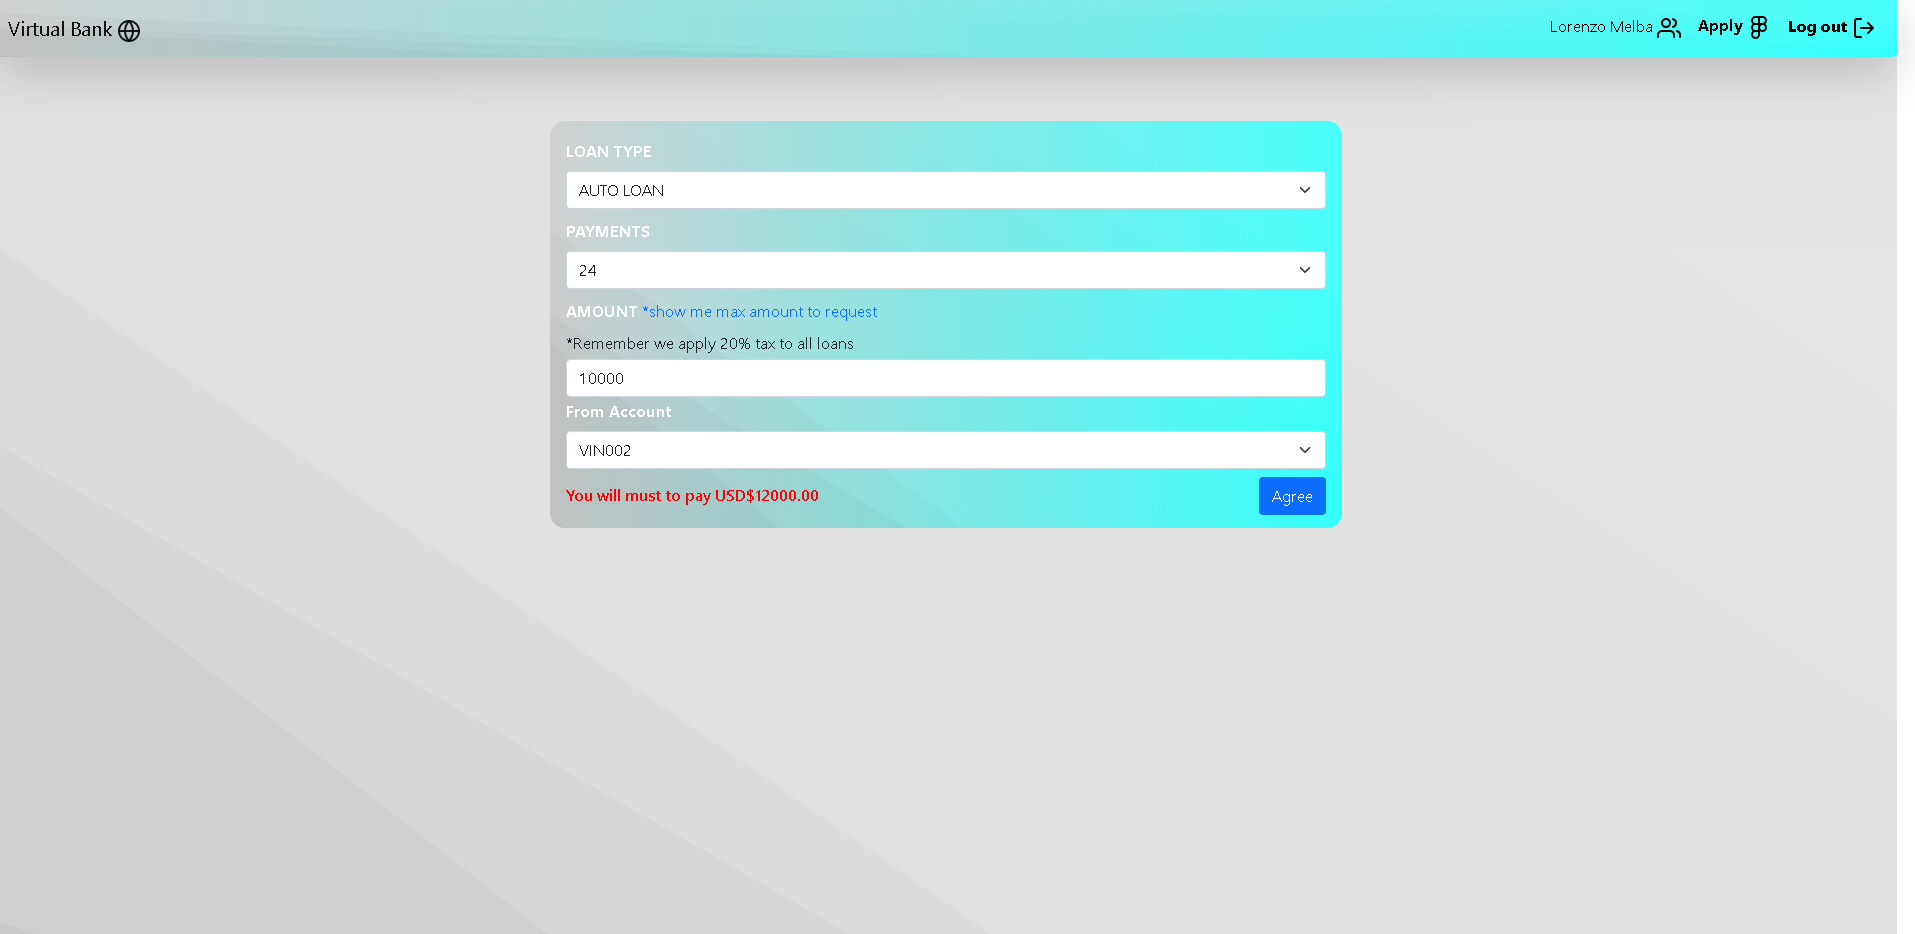 Virtual Bank
Lorenzo Melba
Apply
Log out
LOAN TYPE
AUTO LOAN
PAYMENTS
24
AMOUNT *show me max amount to request
*Remember we apply 20% tax to all loans
10000
From Account
VIN002
You will must to pay USD$12000.00
Agree